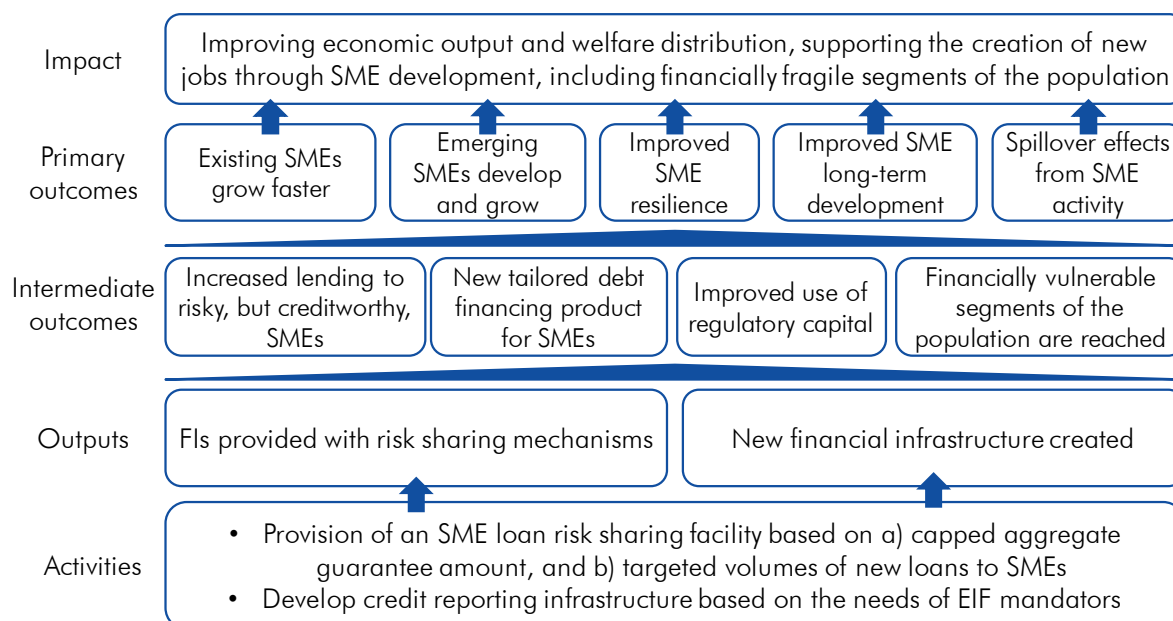 Impact
Improving economic output and welfare distribution, supporting the creation of new
jobs through SME development, including financially fragile segments of the population
Primary
outcomes
Existing SMEs
grow faster
Emerging
SMEs develop
and grow
Improved
SME
resilience
Improved SME
long-term
development
Spillover effects
from SME
activity
Intermediate
outcomes
Increased lending to
risky, but creditworthy,
SMEs
New tailored debt
financing product
for SMEs
Improved use of
regulatory capital
Financially vulnerable
segments of the
population are reached
Outputs
FIs provided with risk sharing mechanisms
New financial infrastructure created
Activities
• Provision of an SME loan risk sharing facility based on a) capped aggregate
guarantee amount, and b) targeted volumes of new loans to SMEs
• Develop credit reporting infrastructure based on the needs of EIF mandators